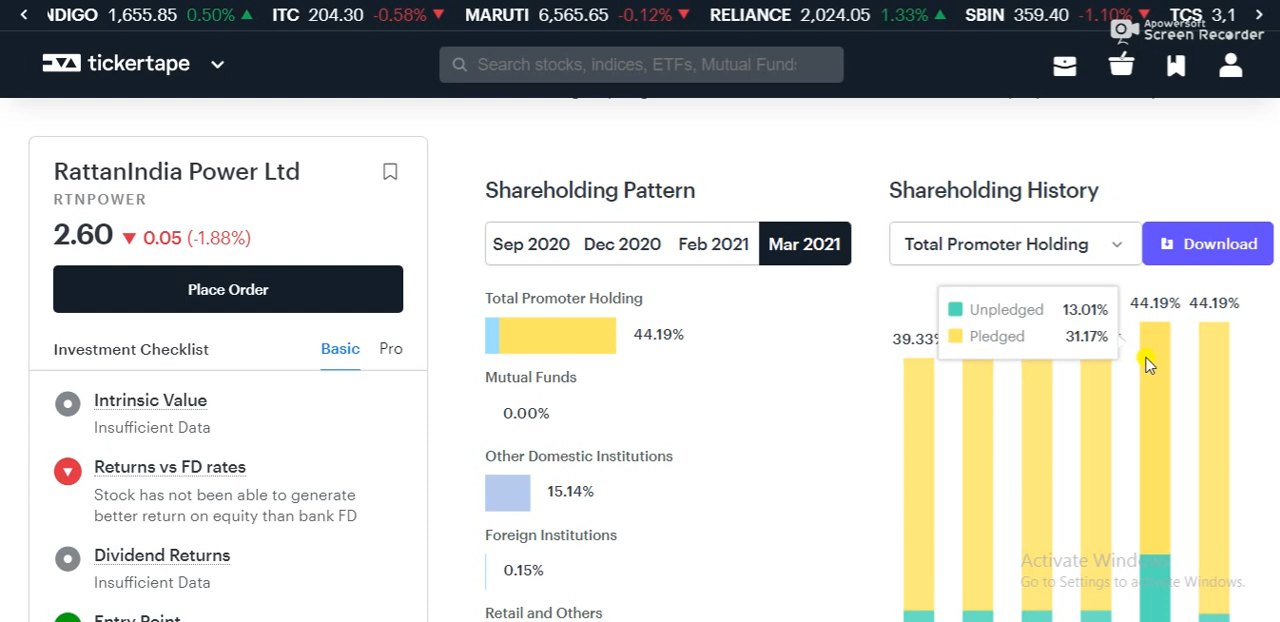 NDIGO 1,655.85 0.50% ITC 204.30 -0.58% MARUTI 6,565.65 -0.12% RELIANCE 2,024.05 1.33% SBIN 359.40 -1.10% TCS 3,1
Apowersoft
Screen Recorder
tickertape
Search stocks, indices, ETFs, Mutual Funds
RattanIndia Power Ltd
RTNPOWER
2.60 0.05 (-1.88%)
Place Order
Investment Checklist Basic Pro
Intrinsic Value
Insufficient Data
Returns vs FD rates
Stock has not been able to generate
better return on equity than bank FD
Dividend Returns
Insufficient Data
Entry Point
Shareholding Pattern
Sep 2020 Dec 2020 Feb 2021 Mar 2021
Total Promoter Holding
44.19%
Mutual Funds
0.00%
Other Domestic Institutions
15.14%
Foreign Institutions
0.15%
Retail and Others
Shareholding History
Total Promoter Holding Download
Unpledged 13.01%
Pledged 31.17%
39.33% 44.19% 44.19%
Activate Windows
Go to Settings to activate Windows.